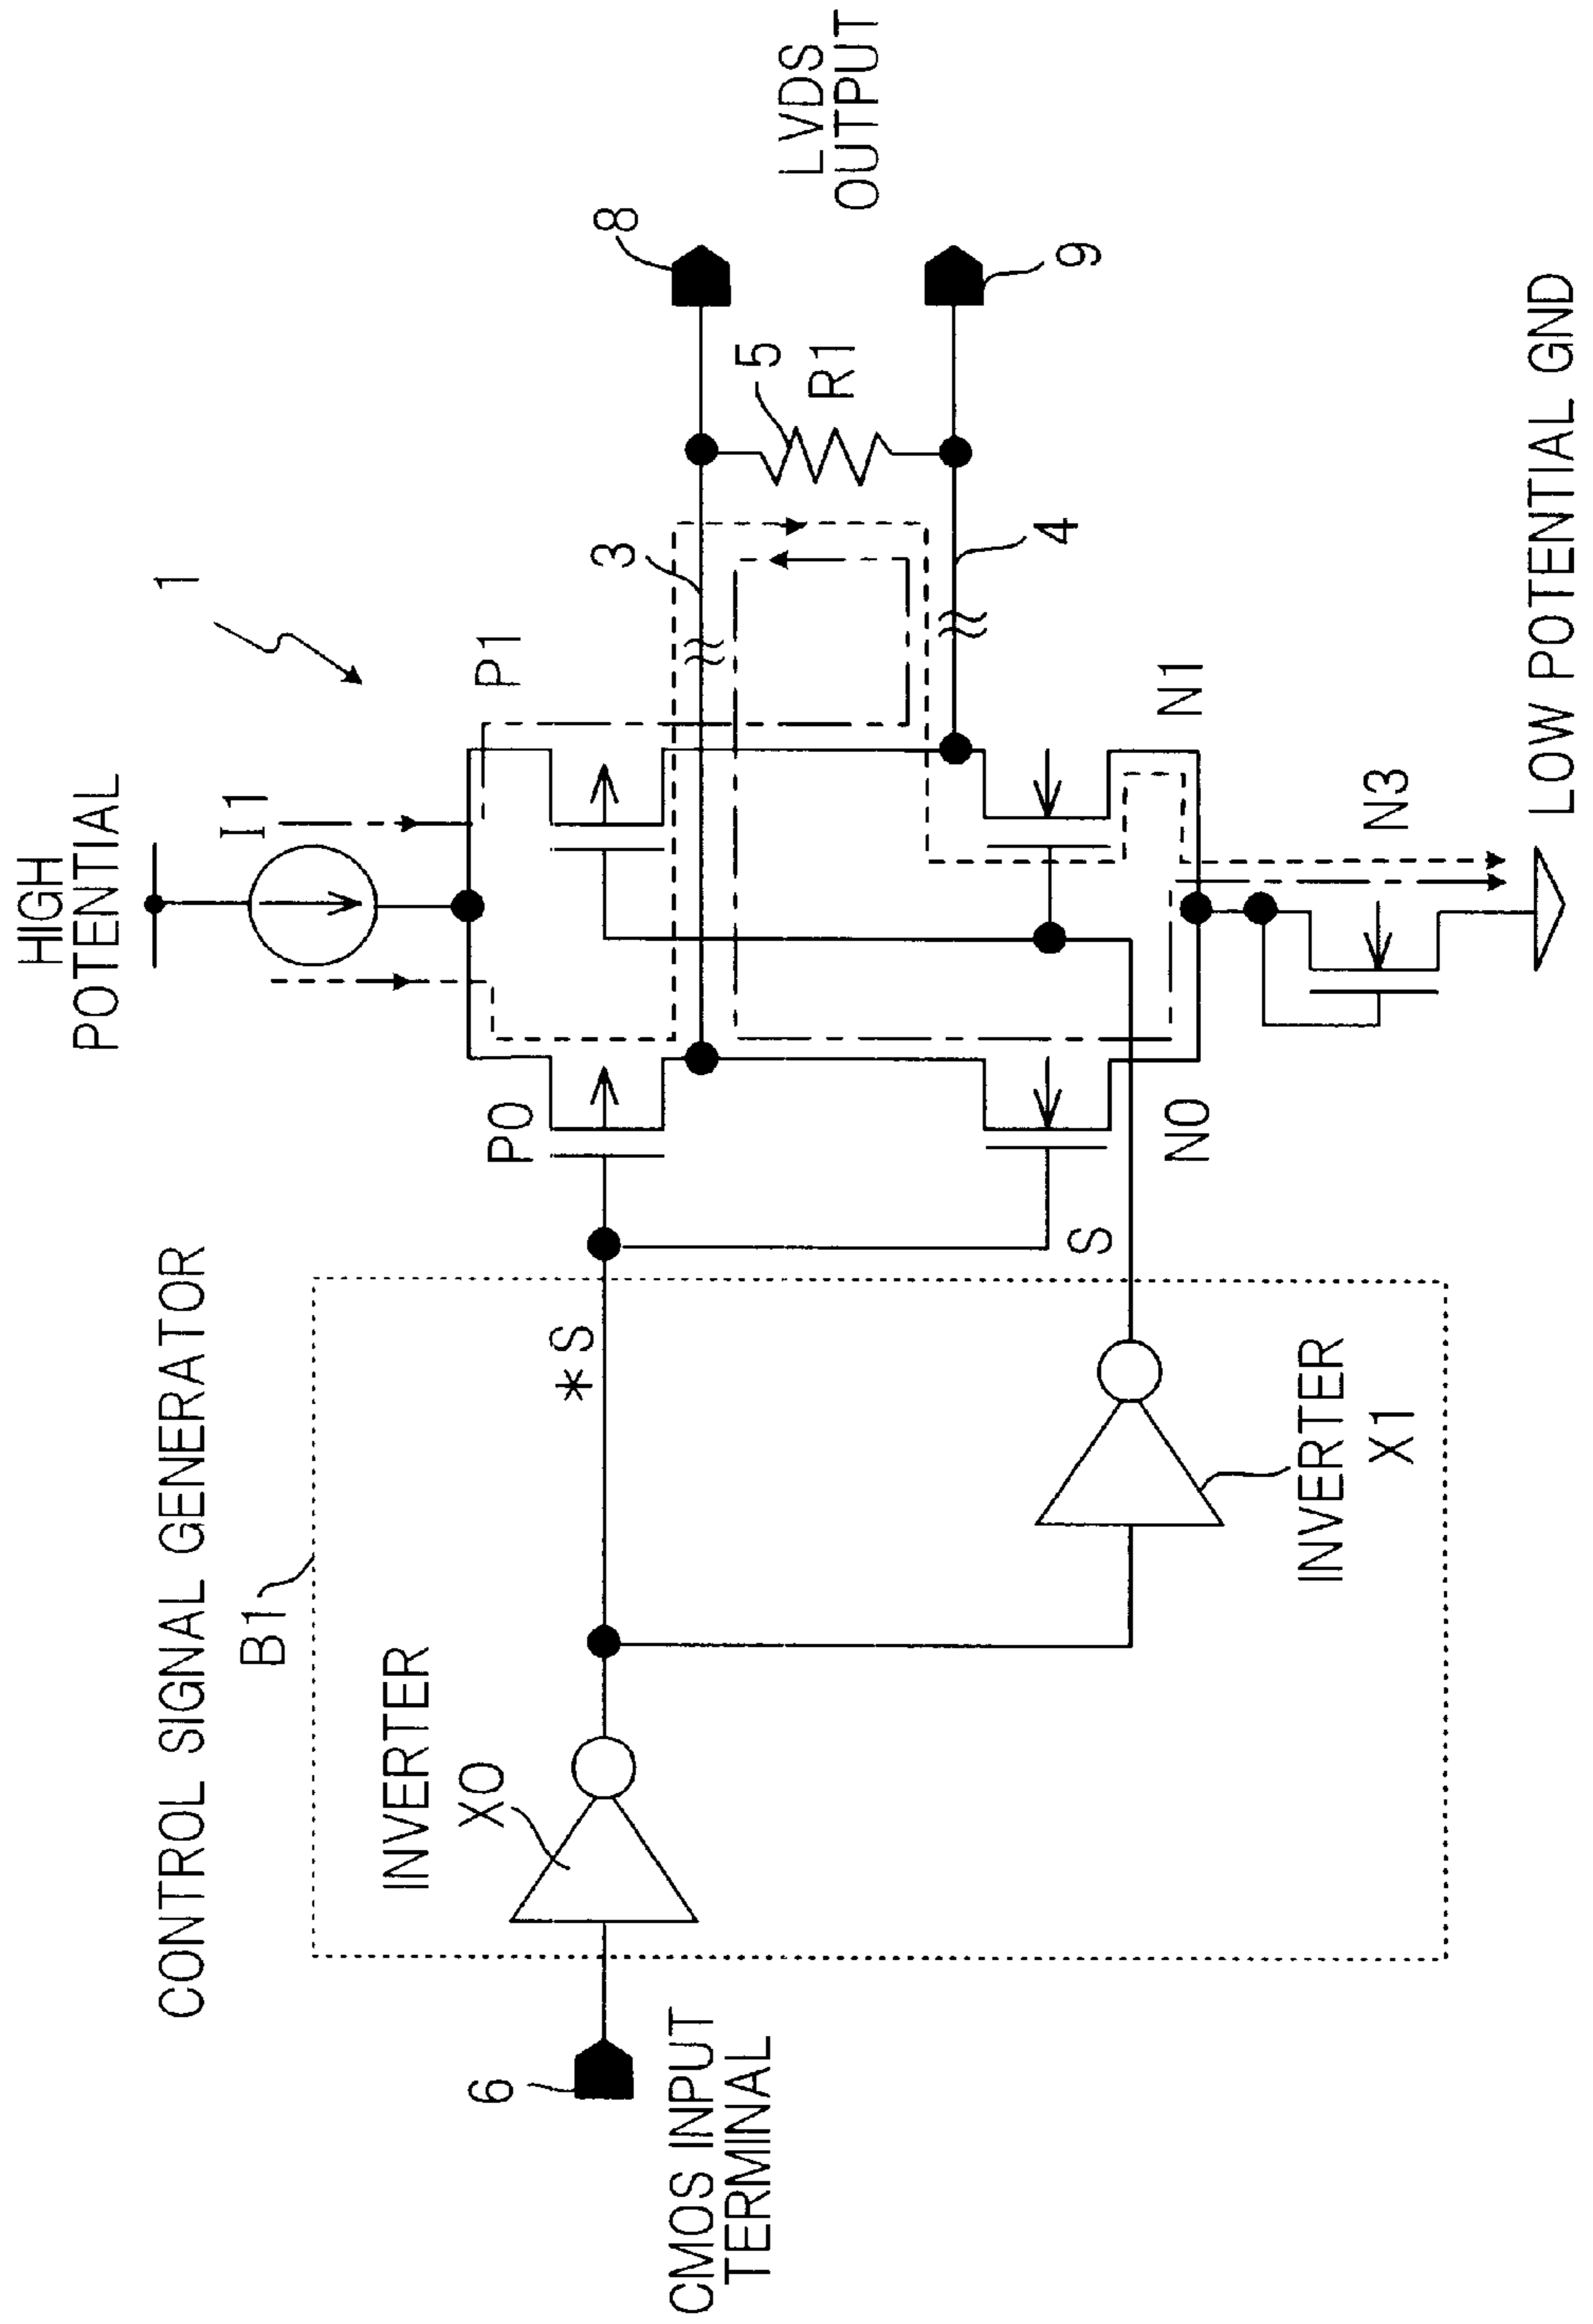 HIGH
POTENTIAL
I1
1
P1
P0
3
4
5
R1
8
9
LVDS
OUTPUT
N1
N0
N3
LOW POTENTIAL GND
CONTROL SIGNAL GENERATOR
B1
*S
S
INVERTER
X0
INVERTER
X1
6
CMOS INPUT
TERMINAL